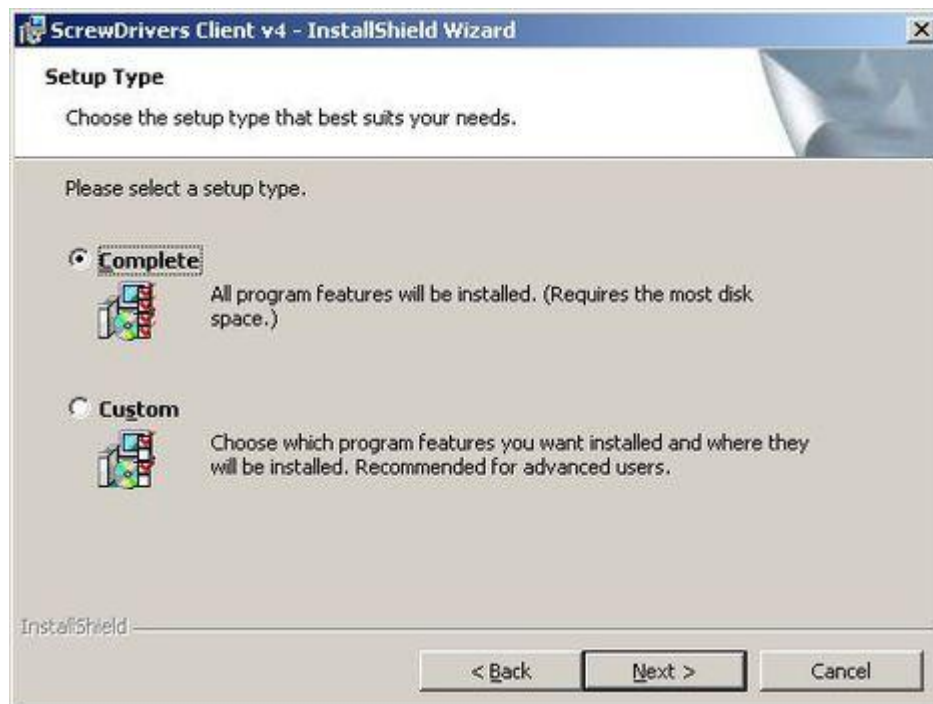 ScrewDrivers Client v4 - InstallShield Wizard
Setup Type
Choose the setup type that best suits your needs.
Please select a setup type.
Complete
All program features will be installed. (Requires the most disk
space.)
Custom
Choose which program features you want installed and where they
will be installed. Recommended for advanced users.
InstallShield
< Back Next > Cancel